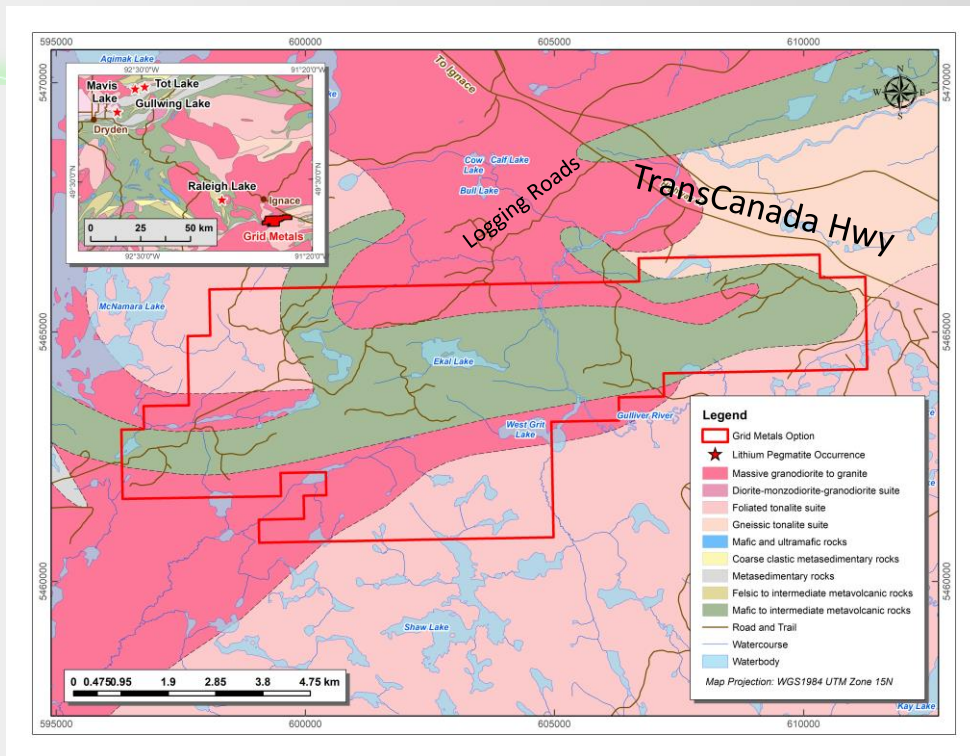 595000
600000
605000
610000
5470000
5465000
5460000
5470000
5465000
5460000
Agimak Lake
92°30'0"W
91°20'0"W
Mavis
Lake
Tot Lake
Gullwing Lake
Dryden
49°30'0"N
49°30'0"N
Raleigh Lake
Ignace
Grid Metals
0 25 50 km
92°30'0"W
91°20'0"W
To Ignace
N
W E
S
Cow
Lake
Calf Lake
Bull Lake
Logging Roads
TransCanada Hwy
McNamara Lake
Ekal Lake
West Grit
Lake
Gulliver River
Shaw Lake
Kay Lake
Legend
Grid Metals Option
Lithium Pegmatite Occurrence
Massive granodiorite to granite
Diorite-monzodiorite-granodiorite suite
Foliated tonalite suite
Gneissic tonalite suite
Mafic and ultramafic rocks
Coarse clastic metasedimentary rocks
Metasedimentary rocks
Felsic to intermediate metavolcanic rocks
Mafic to intermediate metavolcanic rocks
Road and Trail
Watercourse
Waterbody
Map Projection: WGS1984 UTM Zone 15N
0 0.4750.95 1.9 2.85 3.8 4.75 km
595000
600000
605000
610000